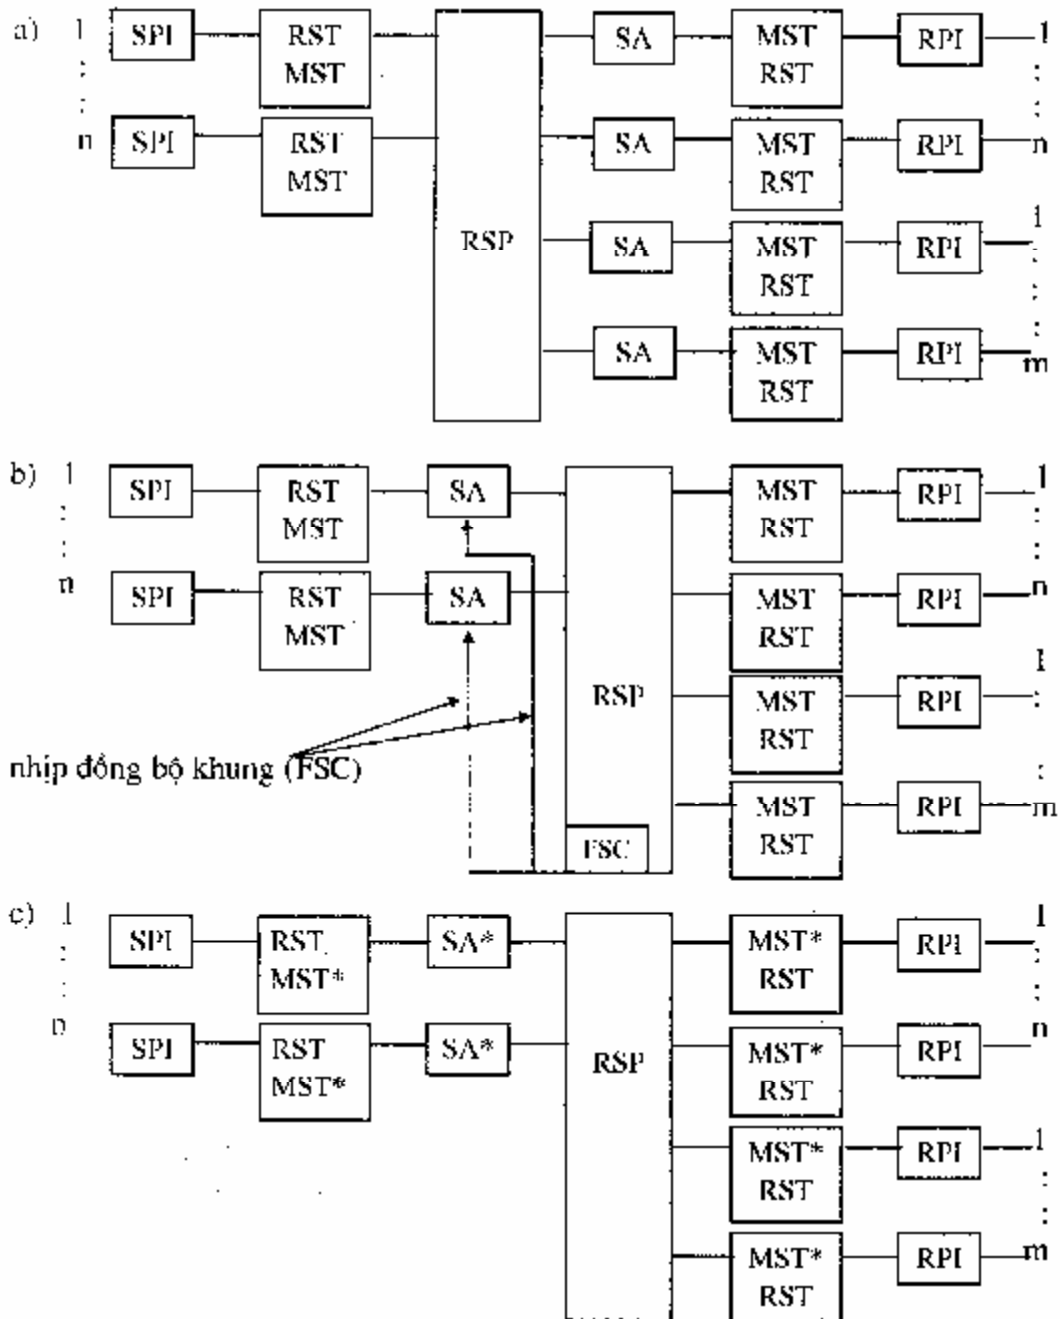 a) 1 SPI RST SA MST RPI 1
MST RST
n SPI RST SA MST RPI n
MST RST
RSP SA MST RPI 1
RST
SA MST RPI m
RST
b) 1 SPI RST SA MST RPI 1
MST RST
n SPI RST SA MST RPI n
MST RST
RSP MST RPI 1
RST
nhịp đồng bộ khung (FSC)
MST RPI m
FSC RST
c) 1 SPI RST SA* MST* RPI 1
MST* RST
n SPI RST SA* RSP MST* RPI n
MST* RST
MST* RPI 1
RST
MST* RPI m
RST